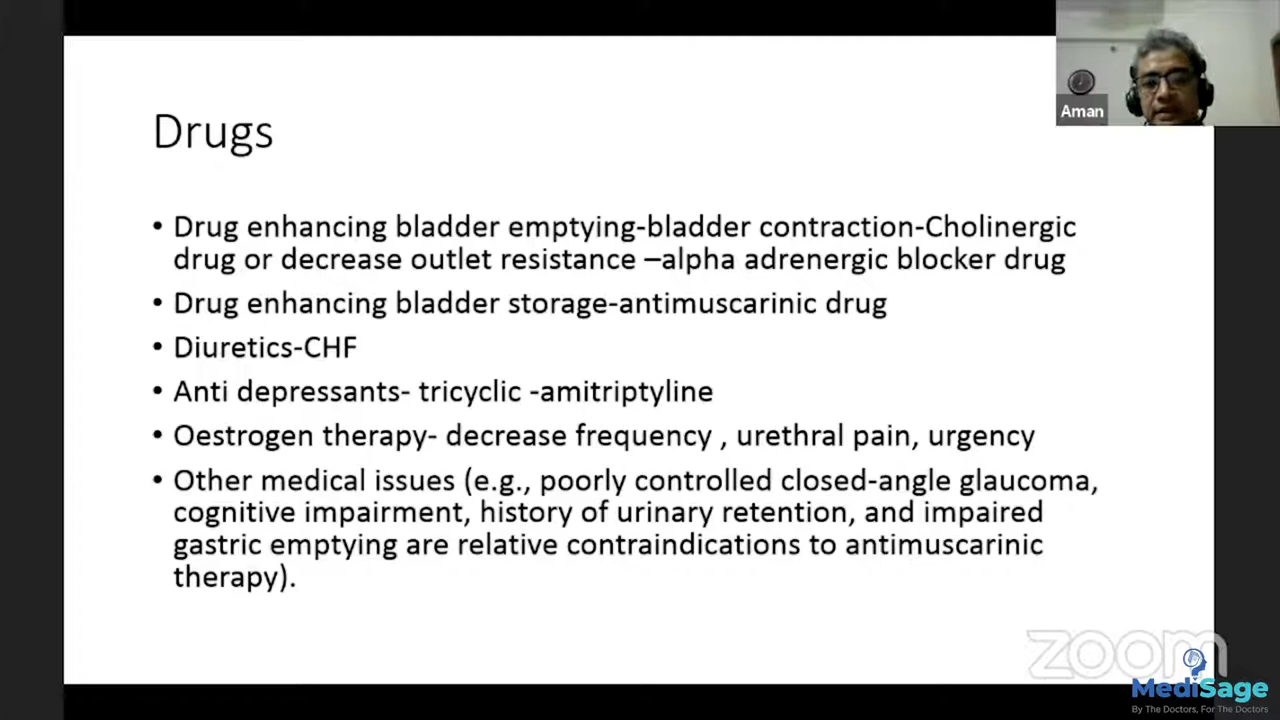 Aman
Drugs
• Drug enhancing bladder emptying-bladder contraction-Cholinergic
drug or decrease outlet resistance –alpha adrenergic blocker drug
• Drug enhancing bladder storage-antimuscarinic drug
• Diuretics-CHF
• Anti depressants- tricyclic -amitriptyline
• Oestrogen therapy- decrease frequency , urethral pain, urgency
• Other medical issues (e.g., poorly controlled closed-angle glaucoma,
cognitive impairment, history of urinary retention, and impaired
gastric emptying are relative contraindications to antimuscarinic
therapy).
zoom
MediSage
By The Doctors, For The Doctors